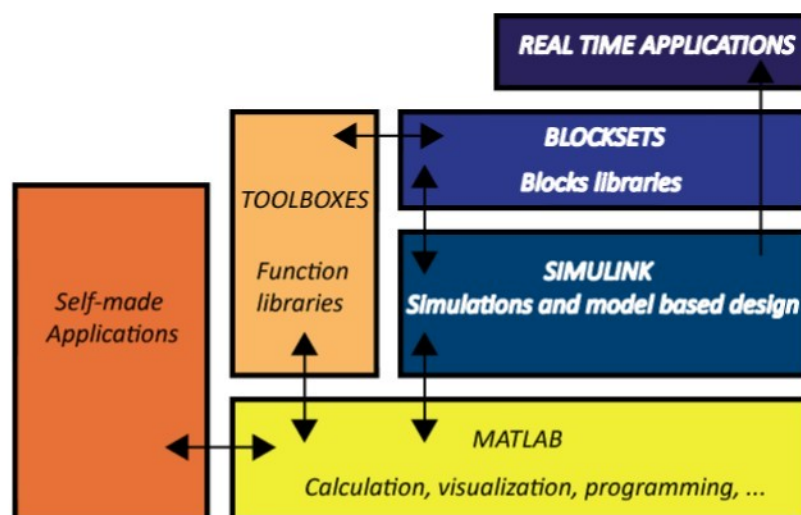 REAL TIME APPLICATIONS
BLOCKSETS
Blocks libraries
TOOLBOXES
Function
libraries
SIMULINK
Simulations and model based design
Self-made
Applications
MATLAB
Calculation, visualization, programming, ...